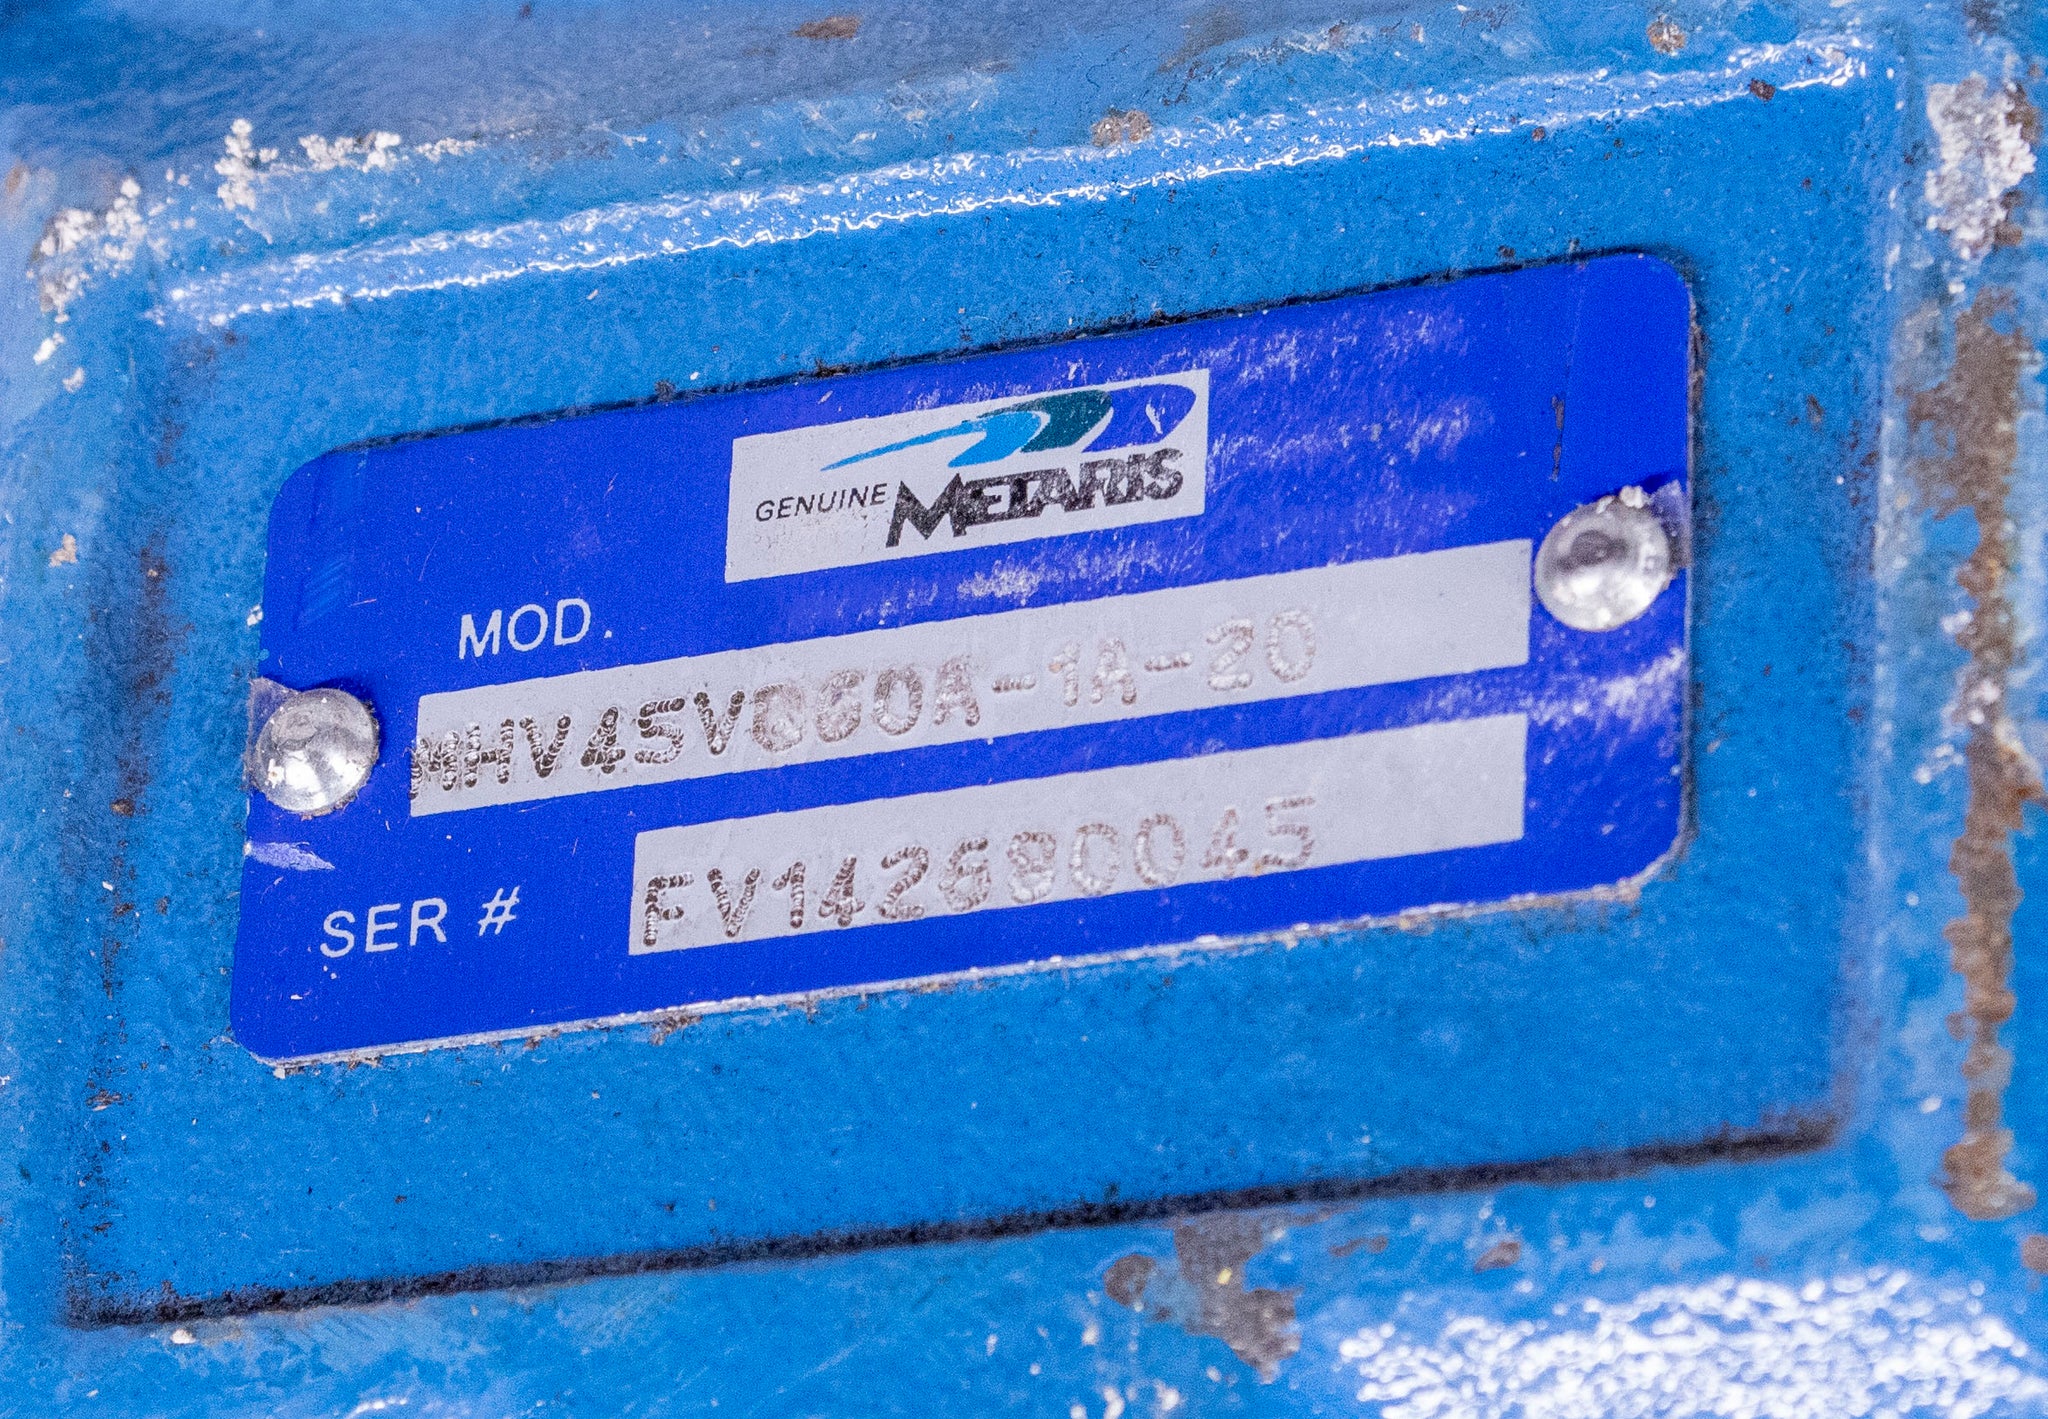 GENUINE METARIS
MOD.
MHV45VQ60A-1A-20
SER # FV142680045